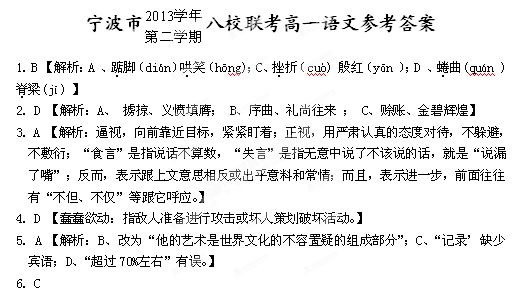 宁波市 2013学年第二学期 八校联考高一语文参考答案
1. B 【解析：A 、踮脚（diǎn）哄笑（hōng）；C、挫折（cuò）殷红（yān ）；D 、蜷曲（quán ）
脊梁（jǐ）】
2. D 【解析：A、 掳掠、义愤填膺； B、序曲、礼尚往来 ； C、赊账、金碧辉煌】
3. A 【解析：逼视，向前靠近目标，紧紧盯着；正视，用严肃认真的态度对待，不躲避，
不敷衍；“食言”是指说话不算数，“失言”是指无意中说了不该说的话，就是“说漏
了嘴”；反而，表示跟上文意思相反或出乎意料和常情；而且，表示进一步，前面往往
有“不但、不仅”等跟它呼应。】
4. D 【蠢蠢欲动：指敌人准备进行攻击或坏人策划破坏活动。】
5. A 【解析：B、改为“他的艺术是世界文化的不容置疑的组成部分”；C、“记录’缺少
宾语；D、“超过 70%左右”有误。】
6. C